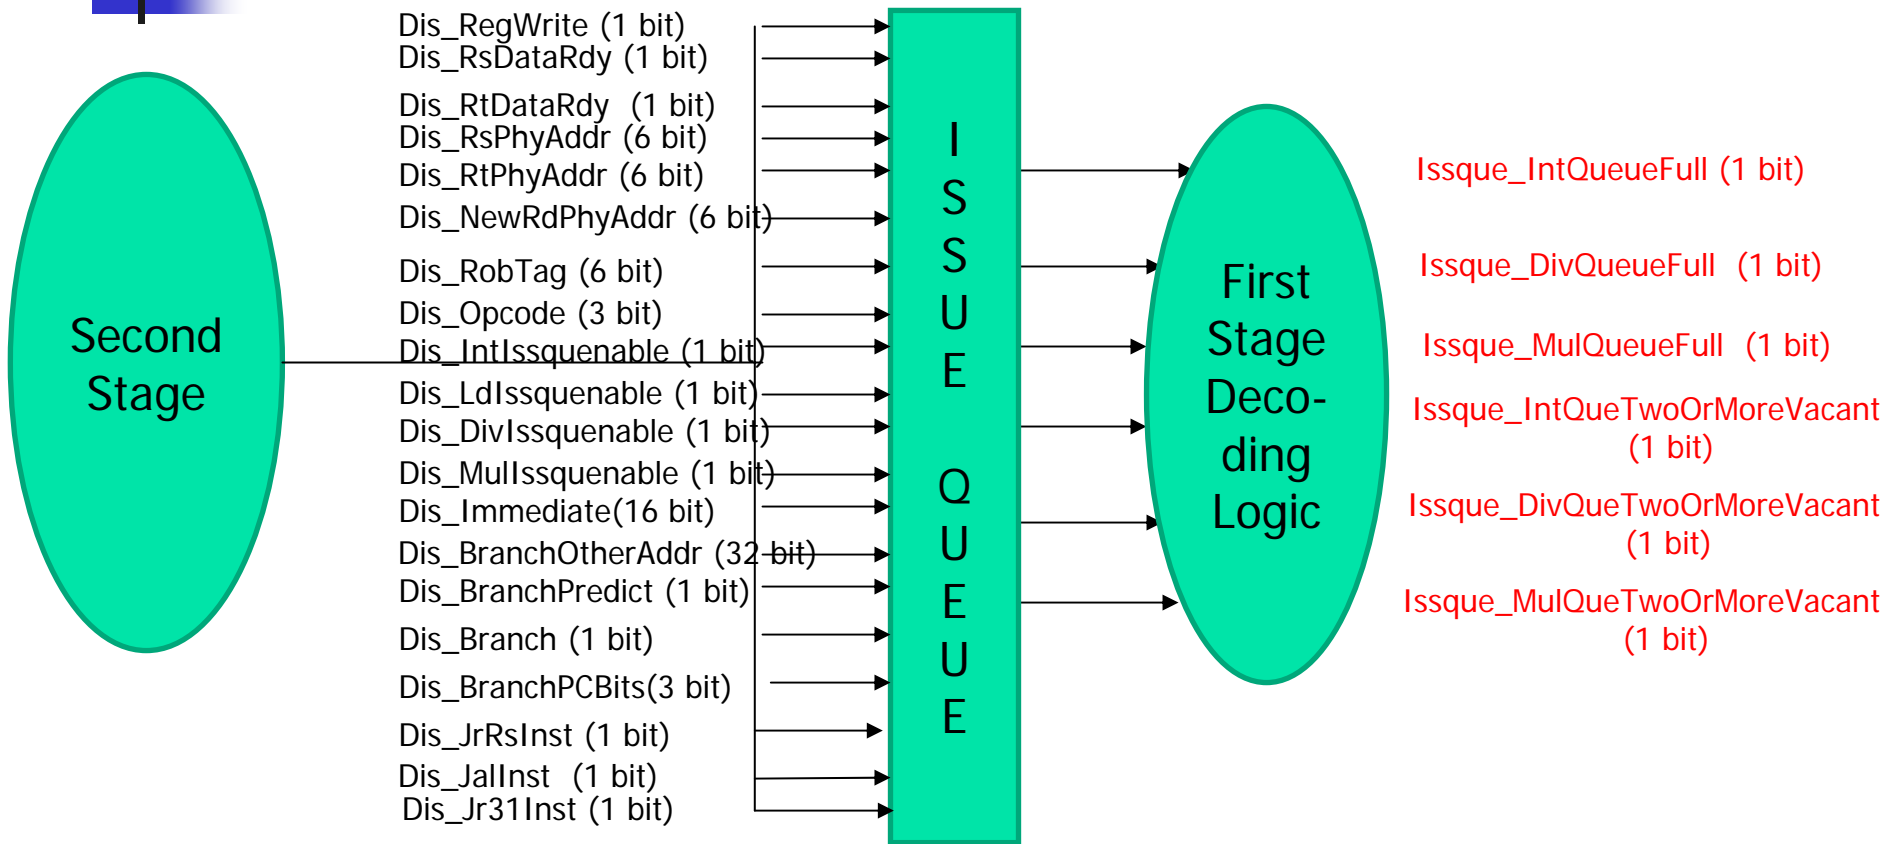 Second
Stage
Dis_RegWrite (1 bit)
Dis_RsDataRdy (1 bit)
Dis_RtDataRdy (1 bit)
Dis_RsPhyAddr (6 bit)
Dis_RtPhyAddr (6 bit)
Dis_NewRdPhyAddr (6 bit)
Dis_RobTag (6 bit)
Dis_Opcode (3 bit)
Dis_IntIssquenable (1 bit)
Dis_LdIssquenable (1 bit)
Dis_DivIssquenable (1 bit)
Dis_MulIssquenable (1 bit)
Dis_Immediate(16 bit)
Dis_BranchOtherAddr (32 bit)
Dis_BranchPredict (1 bit)
Dis_Branch (1 bit)
Dis_BranchPCBits(3 bit)
Dis_JrRsInst (1 bit)
Dis_JalInst (1 bit)
Dis_Jr31Inst (1 bit)
I
S
S
U
E
Q
U
E
U
E
First
Stage
Deco-
ding
Logic
Issque_IntQueueFull (1 bit)
Issque_DivQueueFull (1 bit)
Issque_MulQueueFull (1 bit)
Issque_IntQueTwoOrMoreVacant
(1 bit)
Issque_DivQueTwoOrMoreVacant
(1 bit)
Issque_MulQueTwoOrMoreVacant
(1 bit)